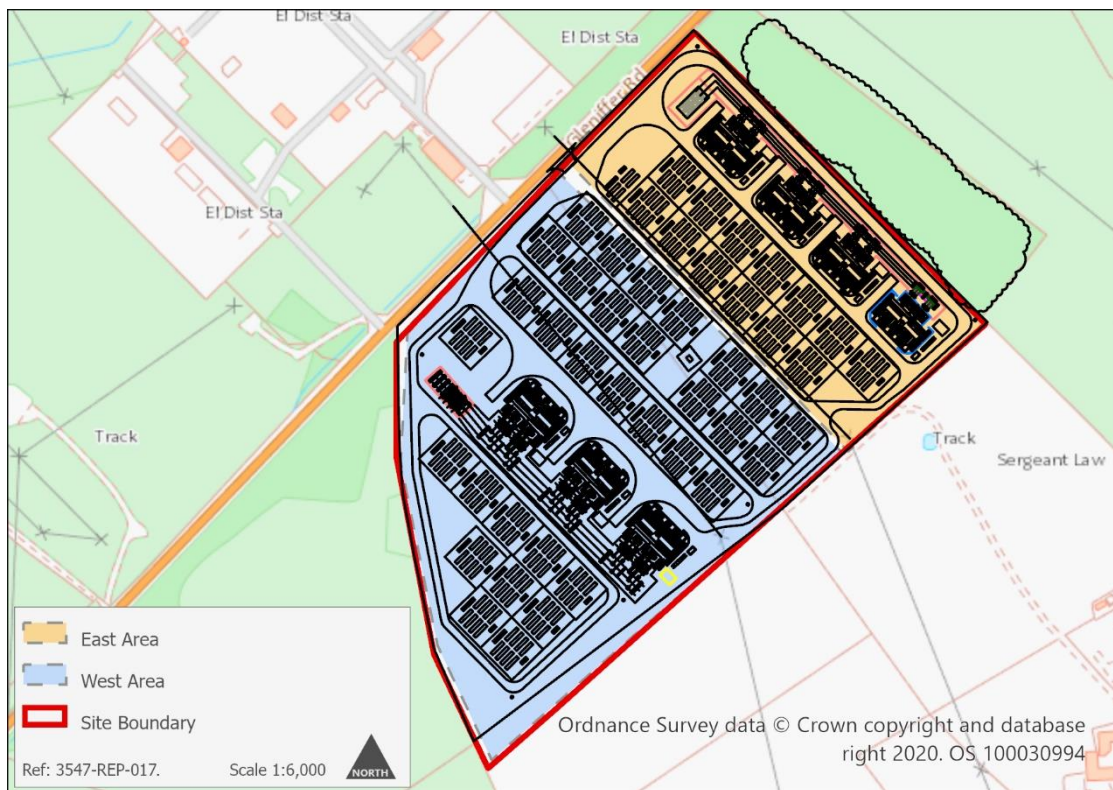 El Dist Sta
El Dist Sta
Gleniffer Rd
El Dist Sta
Track
Track
Sergeant Law
East Area
West Area
Site Boundary
Ref: 3547-REP-017.
Scale 1:6,000
NORTH
Ordnance Survey data © Crown copyright and database
right 2020. OS 100030994